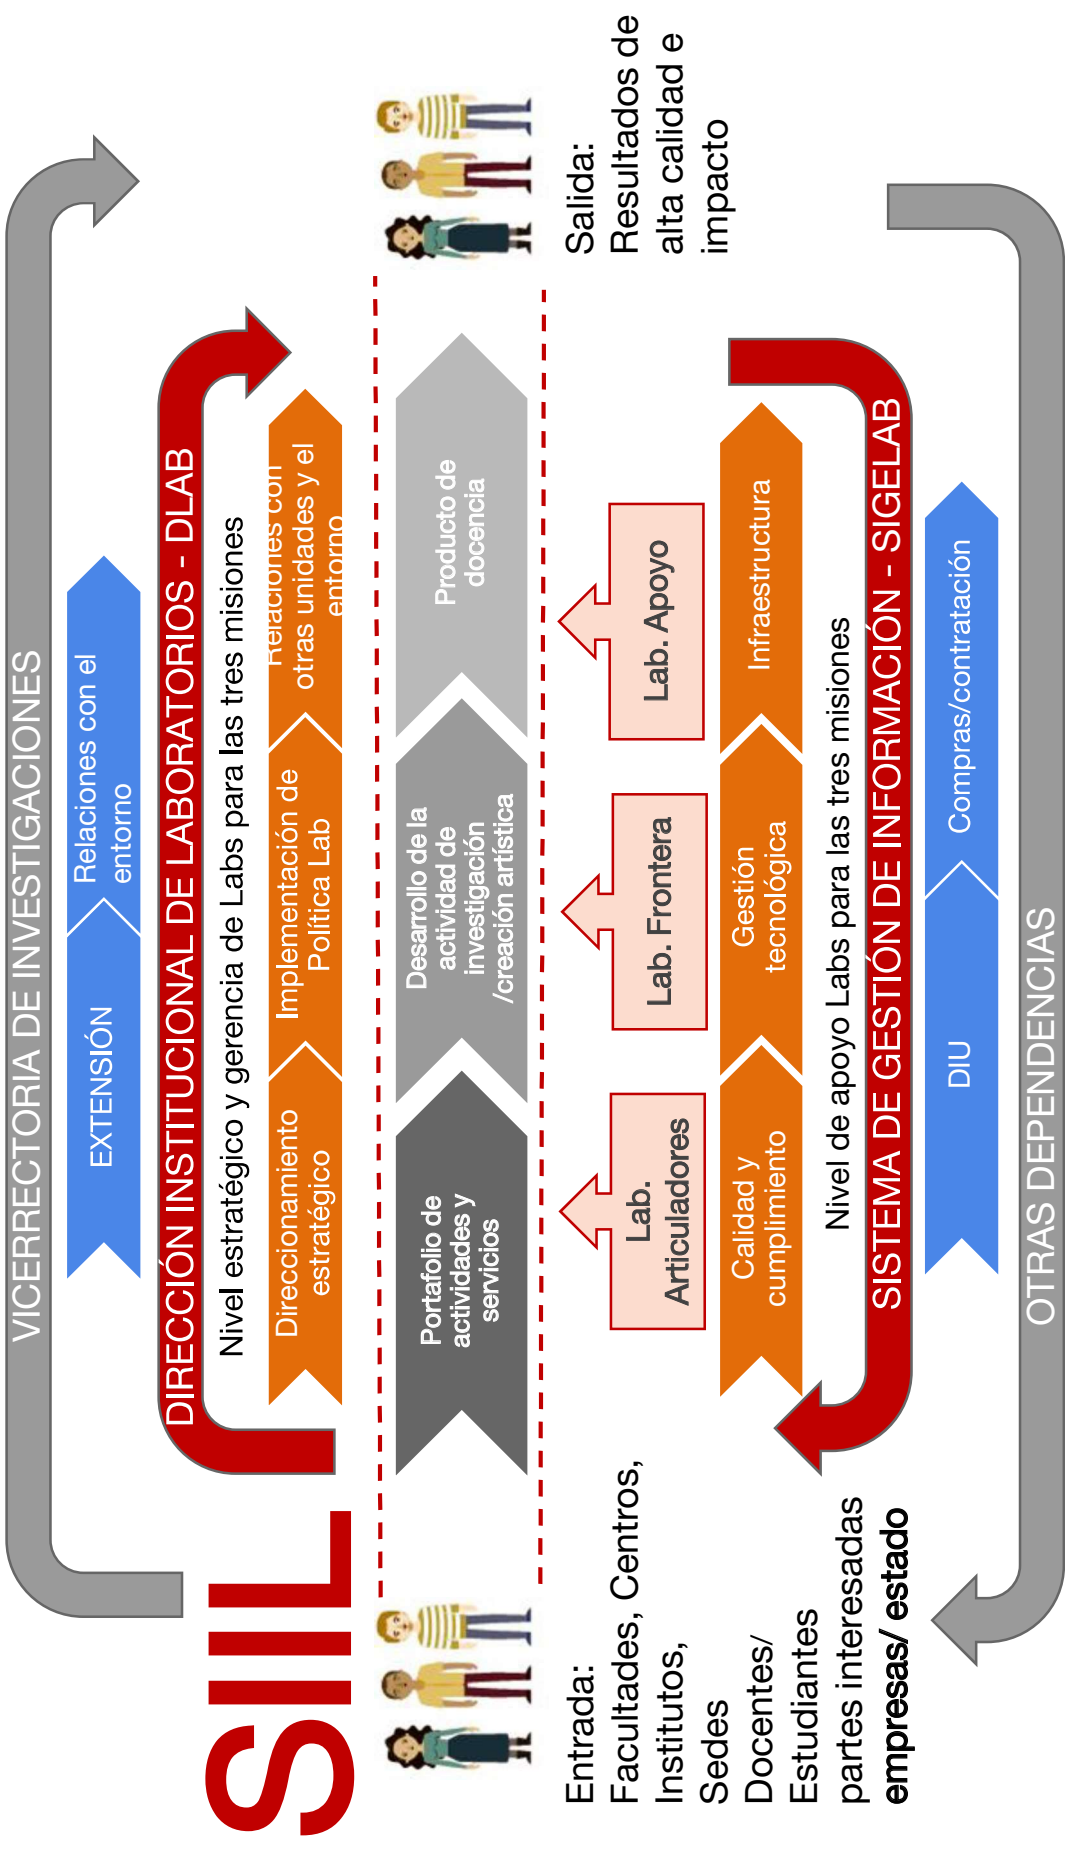 VICERRECTORIA DE INVESTIGACIONES
EXTENSIÓN
Relaciones con el
entorno
DIRECCIÓN INSTITUCIONAL DE LABORATORIOS - DLAB
SIIL
Nivel estratégico y gerencia de Labs para las tres misiones
Direccionamiento
estratégico
Implementación de
Política Lab
Relaciones con
otras unidades y el
entorno
Portafolio de
actividades y
servicios
Desarrollo de la
actividad de
investigación
/creación artística
Producto de
docencia
Entrada:
Facultades, Centros,
Institutos,
Sedes
Docentes/
Estudiantes
partes interesadas
empresas/ estado
Salida:
Resultados de
alta calidad e
impacto
Lab.
Articuladores
Lab. Frontera
Lab. Apoyo
Calidad y
cumplimiento
Gestión
tecnológica
Infraestructura
Nivel de apoyo Labs para las tres misiones
SISTEMA DE GESTIÓN DE INFORMACIÓN - SIGELAB
DIU
Compras/contratación
OTRAS DEPENDENCIAS